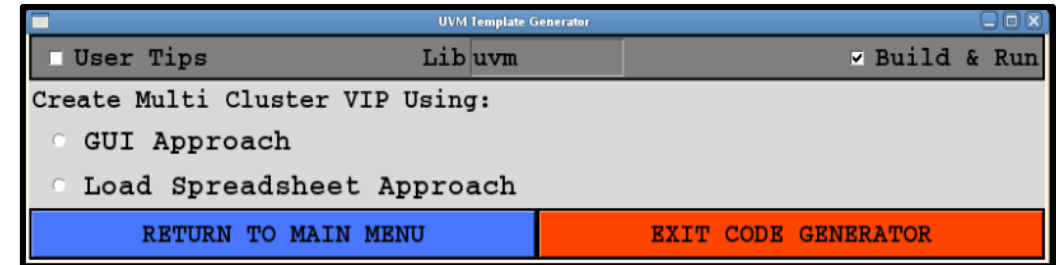 UVM Template Generator
User Tips Lib uvm Build & Run
Create Multi Cluster VIP Using:
GUI Approach
Load Spreadsheet Approach
RETURN TO MAIN MENU EXIT CODE GENERATOR